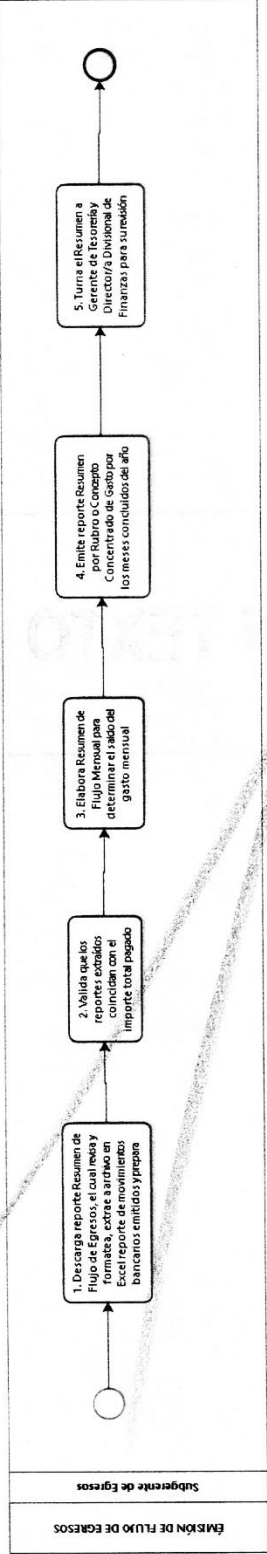 ÉMISIÓN DE FLUJO DE EGRESOS
Subgerente de Egresos
1. Descarga reporte Resumen de
Flujo de Egresos, el cual revisa y
formatea, extrae a archivo en
Excel reporte de movimientos
bancarios emitidos y prepara
2. Valida que los
reportes extraídos
coincidan con el
importe total pagado
3. Elabora Resumen de
Flujo Mensual para
determinar el saldo del
gasto mensual
4. Emite reporte Resumen
por Rubro o Concepto
Concentrado de Gasto por
los meses concluidos del año
5. Turna el Resumen a
Gerente de Tesorería y
Director/a Divisional de
Finanzas para su revisión